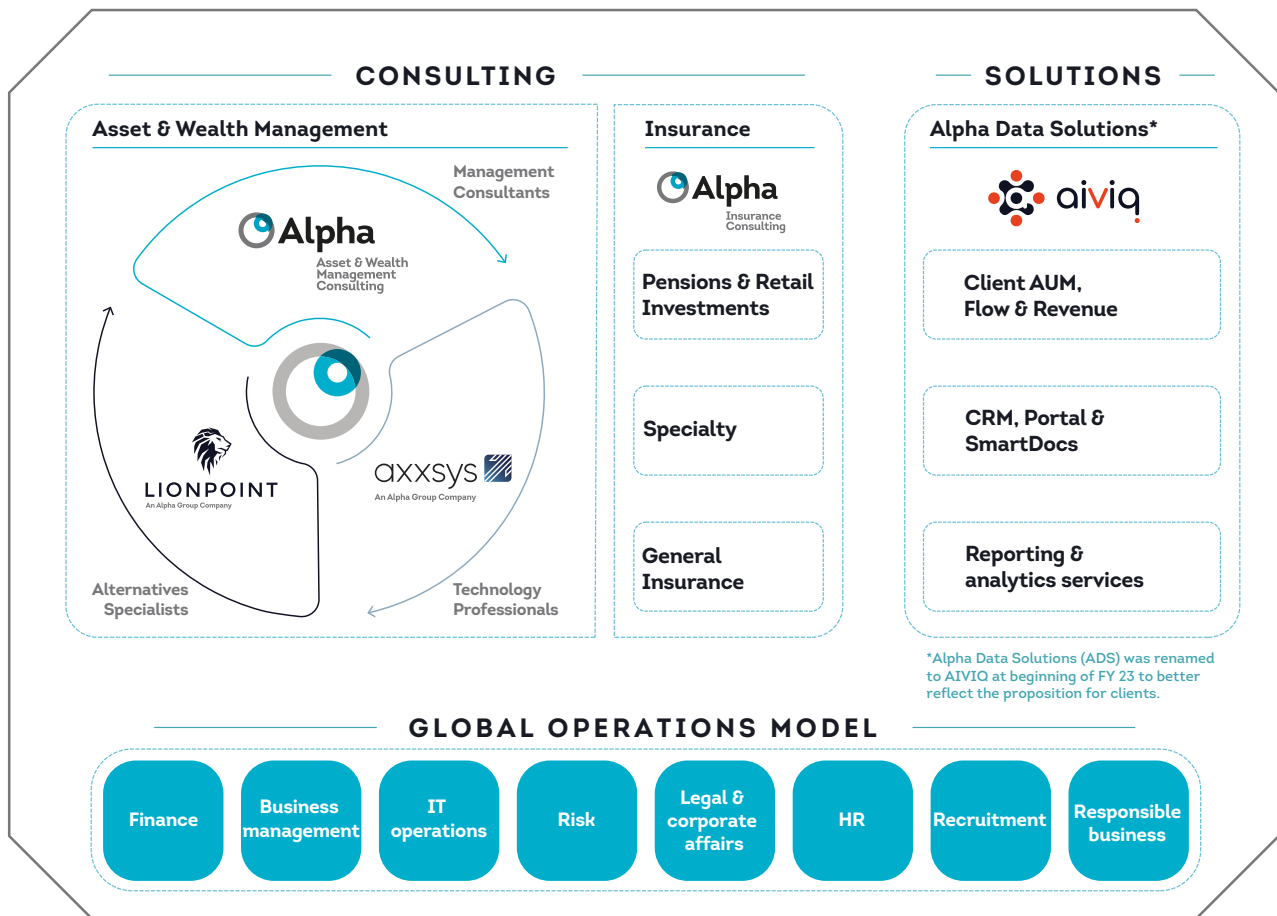 CONSULTING
Asset & Wealth Management
Management
Consultants
Alpha
Asset & Wealth
Management
Consulting
LIONPOINT
An Alpha Group Company
axxsys
An Alpha Group Company
Alternatives
Specialists
Technology
Professionals
Insurance
Alpha
Insurance
Consulting
Pensions & Retail
Investments
Specialty
General
Insurance
SOLUTIONS
Alpha Data Solutions*
aiviq
Client AUM,
Flow & Revenue
CRM, Portal &
SmartDocs
Reporting &
analytics services
*Alpha Data Solutions (ADS) was renamed
to AIVIQ at beginning of FY 23 to better
reflect the proposition for clients.
GLOBAL OPERATIONS MODEL
Finance
Business
management
IT
operations
Risk
Legal &
corporate
affairs
HR
Recruitment
Responsible
business